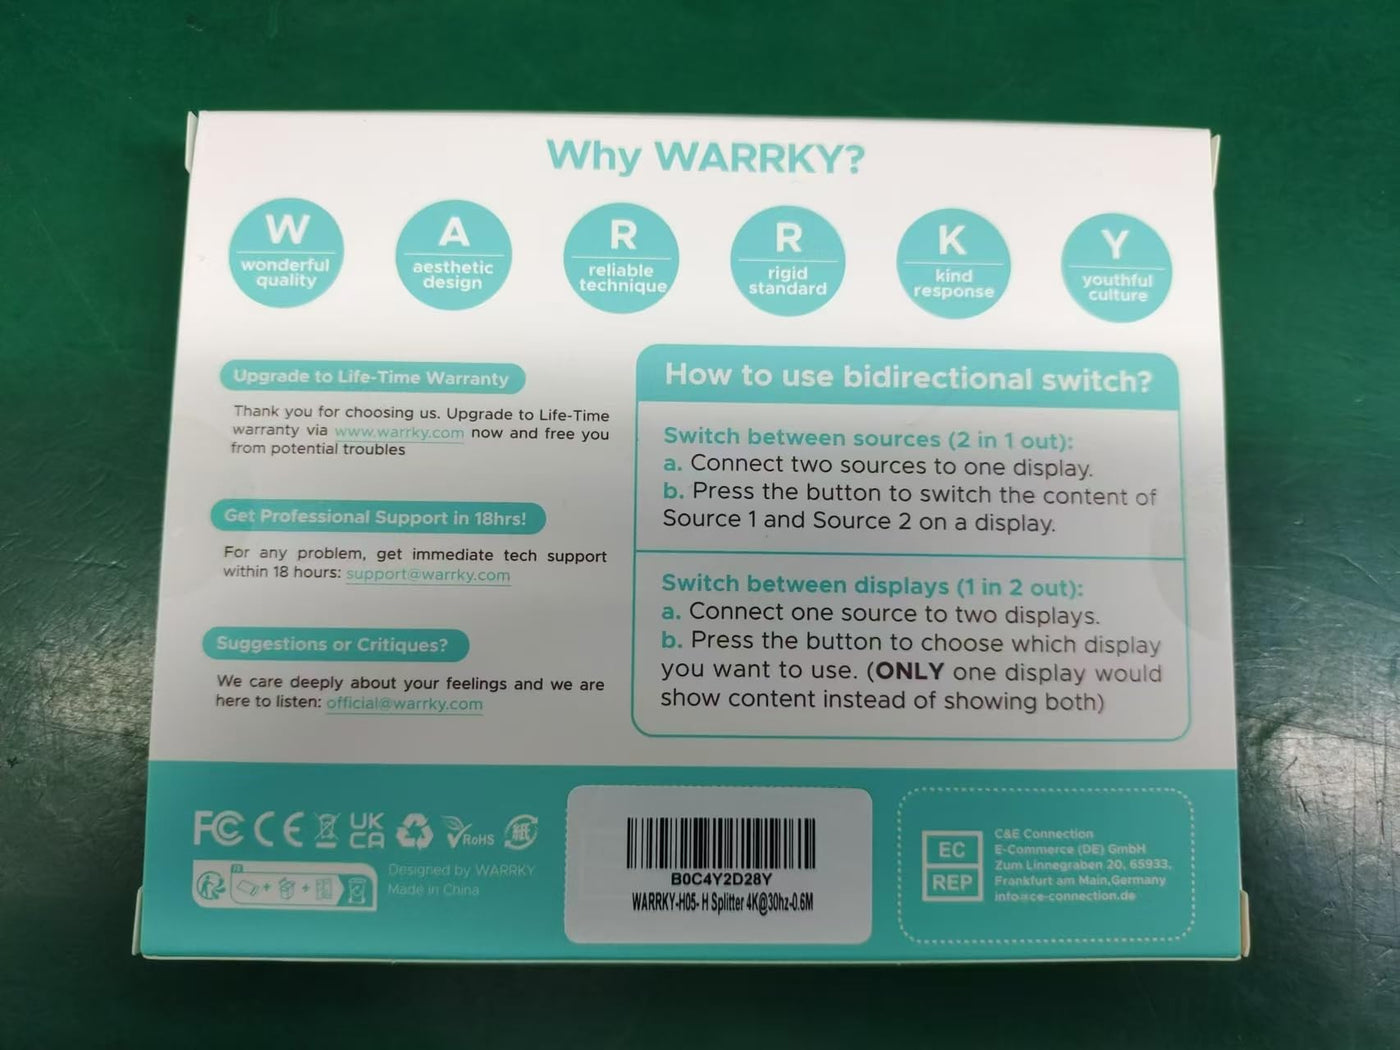 Why WARRKY?
W
wonderful
quality
A
aesthetic
design
R
reliable
technique
R
rigid
standard
K
kind
response
Y
youthful
culture
Upgrade to Life-Time Warranty
Thank you for choosing us. Upgrade to Life-Time
warranty via www.warrky.com now and free you
from potential troubles
Get Professional Support in 18hrs!
For any problem, get immediate tech support
within 18 hours: support@warrky.com
Suggestions or Critiques?
We care deeply about your feelings and we are
here to listen: official@warrky.com
How to use bidirectional switch?
Switch between sources (2 in 1 out):
a. Connect two sources to one display.
b. Press the button to switch the content of
Source 1 and Source 2 on a display.
Switch between displays (1 in 2 out):
a. Connect one source to two displays.
b. Press the button to choose which display
you want to use. (ONLY one display would
show content instead of showing both)
FC CE UK
CA
RoHS
紙
FR
Designed by WARRKY
Made in China
B0C4Y2D28Y
WARRKY-H05- H Splitter 4K@30hz-0.6M
EC
REP
C&E Connection
E-Commerce (DE) GmbH
Zum Linnegraben 20, 65933,
Frankfurt am Main,Germany
info@ce-connection.de